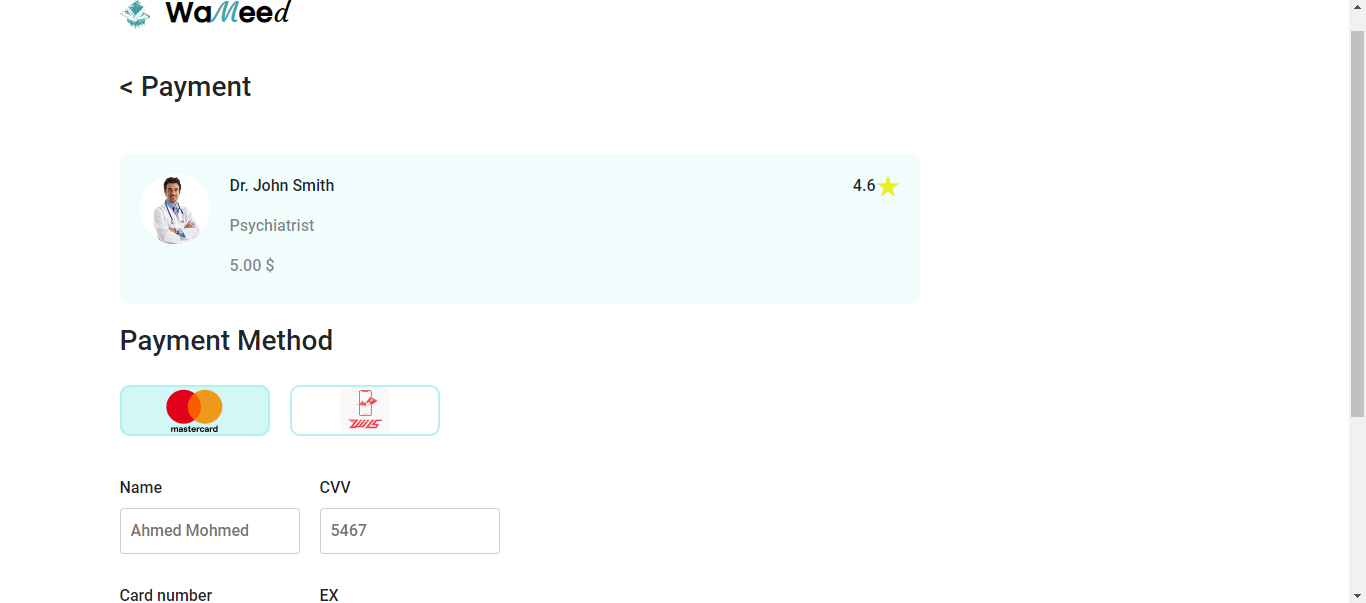 WaMeed
< Payment
Dr. John Smith
4.6
Psychiatrist
5.00 $
Payment Method
mastercard
Name
CVV
Ahmed Mohmed
5467
Card number
EX